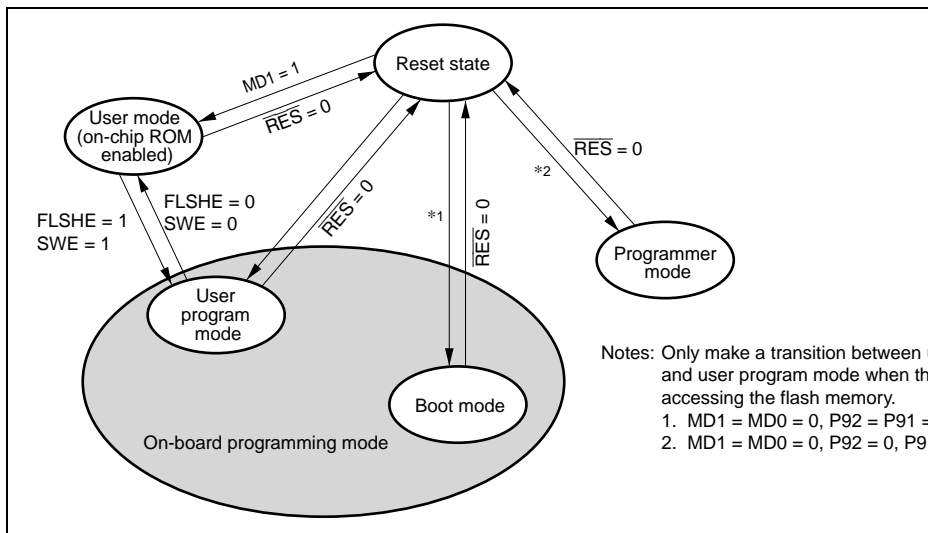 Reset state
MD1 = 1
RES = 0
User mode
(on-chip ROM
enabled)
FLSHE = 1
SWE = 1
FLSHE = 0
SWE = 0
RES = 0
*1
RES = 0
*2
RES = 0
Programmer
mode
User
program
mode
Boot mode
On-board programming mode
Notes: Only make a transition between
and user program mode when
accessing the flash memory.
1. MD1 = MD0 = 0, P92 = P91 =
2. MD1 = MD0 = 0, P92 = 0,